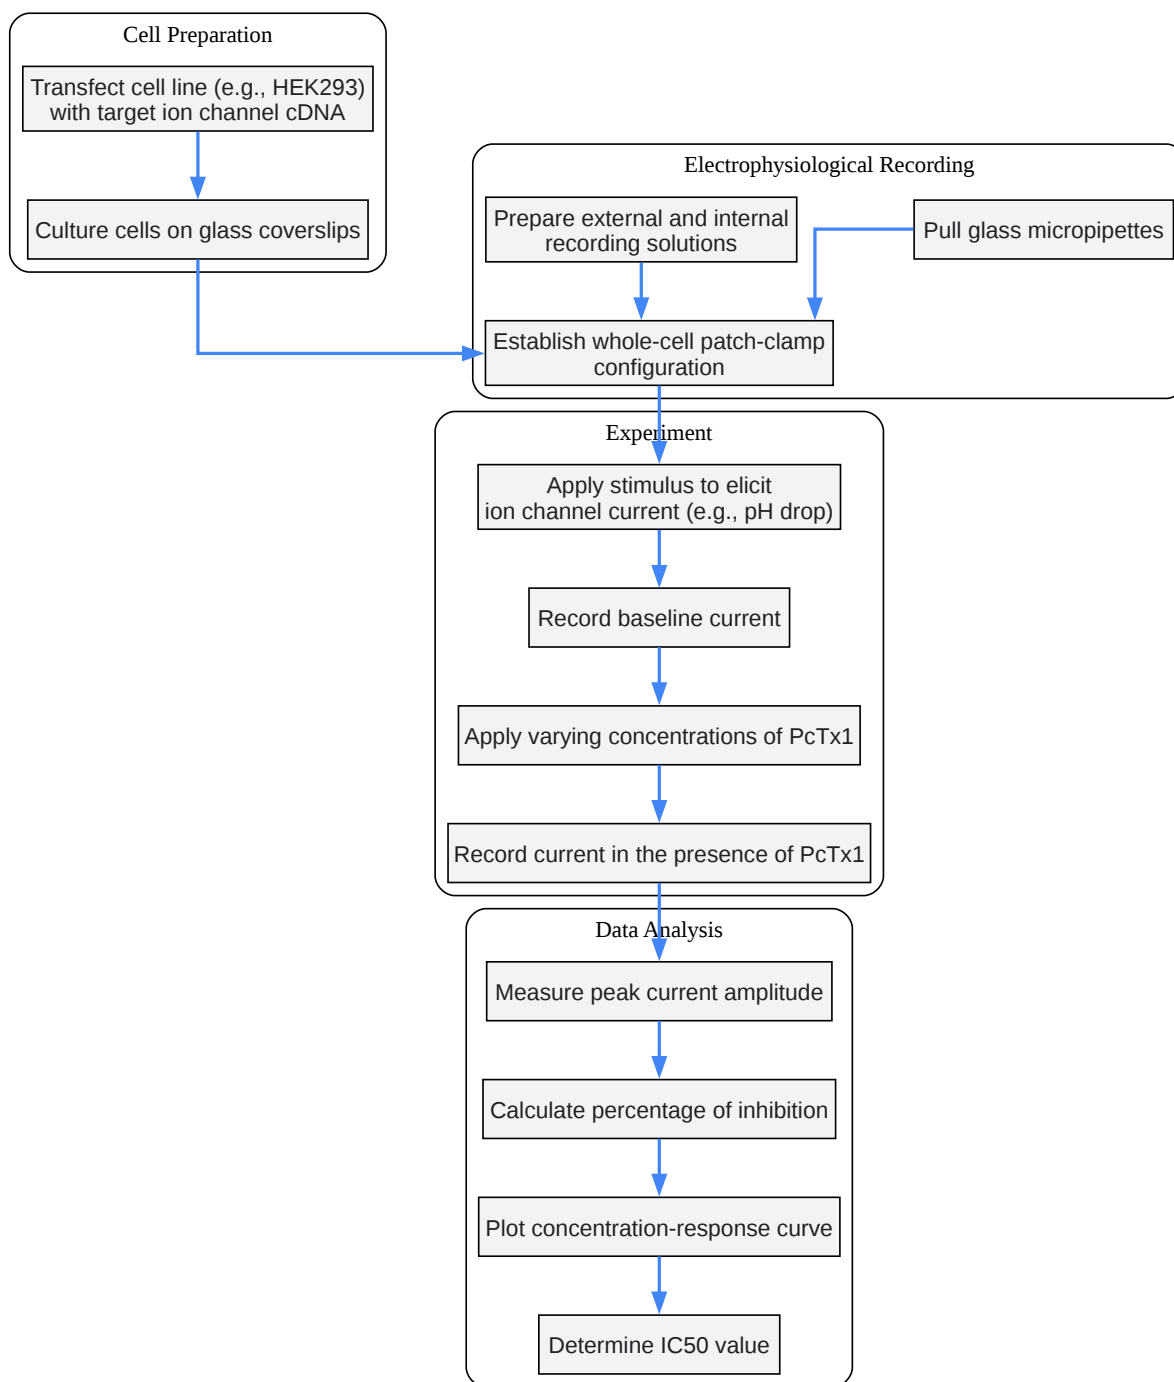 Cell Preparation
Transfect cell line (e.g., HEK293)
with target ion channel cDNA
Culture cells on glass coverslips
Electrophysiological Recording
Prepare external and internal
recording solutions
Pull glass micropipettes
Establish whole-cell patch-clamp
configuration
Experiment
Apply stimulus to elicit
ion channel current (e.g., pH drop)
Record baseline current
Apply varying concentrations of PcTx1
Record current in the presence of PcTx1
Data Analysis
Measure peak current amplitude
Calculate percentage of inhibition
Plot concentration-response curve
Determine IC50 value